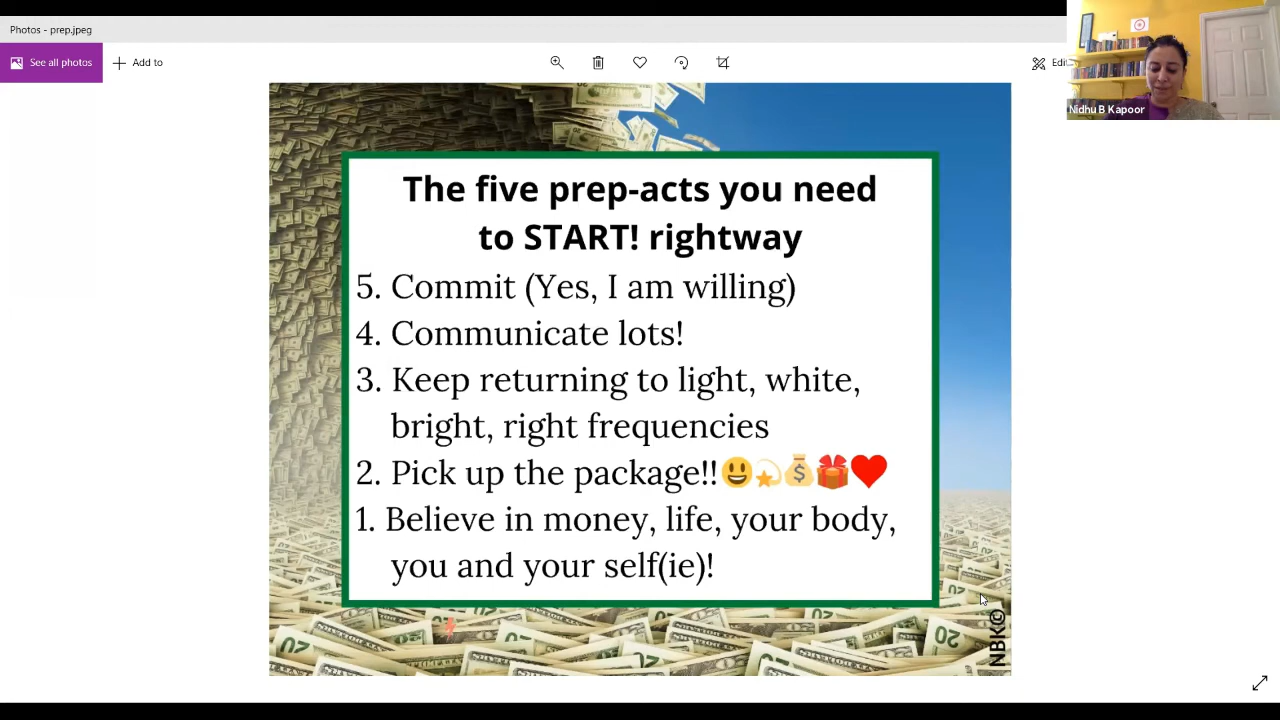 Photos - prep.jpeg
See all photos
Add to
Nidhu B Kapoor
The five prep-acts you need
to START! rightway
5. Commit (Yes, I am willing)
4. Communicate lots!
3. Keep returning to light, white,
bright, right frequencies
2. Pick up the package!!😃💫💰🎁❤️
1. Believe in money, life, your body,
you and your self(ie)!
NBK©